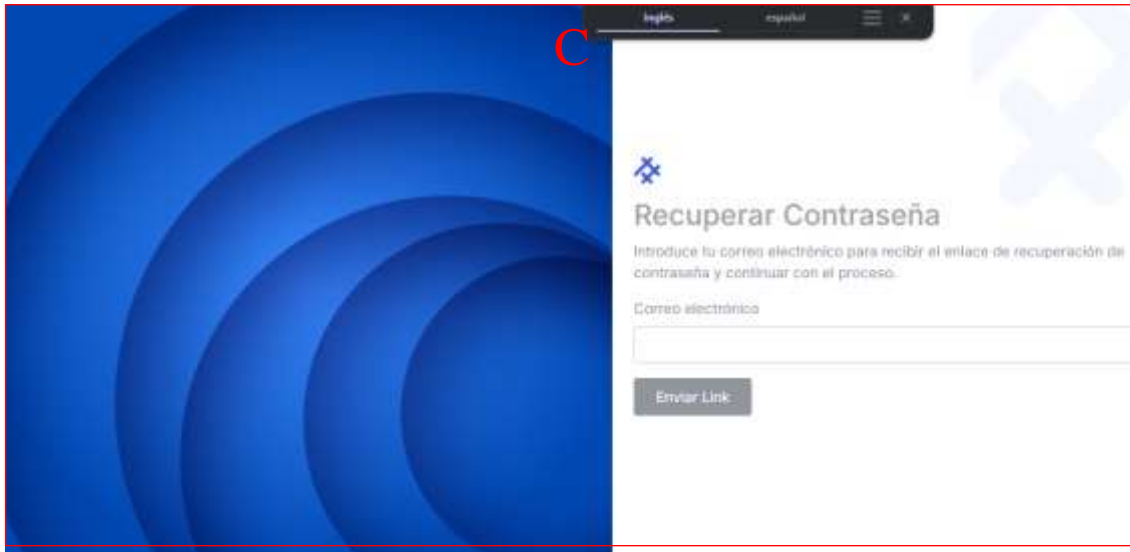 inglés español
C
Recuperar Contraseña
Introduce tu correo electrónico para recibir el enlace de recuperación de
contraseña y continuar con el proceso.
Correo electrónico
Enviar Link